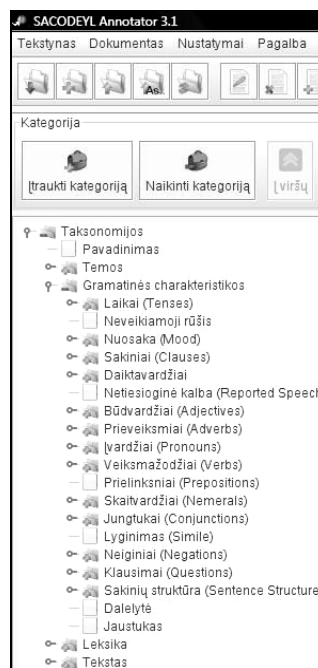 SACODEYL Annotator 3.1
Tekstynas Dokumentas Nustatymai Pagalba
As
Kategorija
Įtraukti kategoriją Naikinti kategoriją Į viršų
Taksonomijos
Pavadinimas
Temos
Gramatinės charakteristikos
Laikai (Tenses)
Neveikiamoji rūšis
Nuosaka (Mood)
Sakiniai (Clauses)
Daiktavardžiai
Netiesioginė kalba (Reported Speech
Būdvardžiai (Adjectives)
Prieveiksmiai (Adverbs)
Įvardžiai (Pronouns)
Veiksmažodžiai (Verbs)
Prielinksniai (Prepositions)
Skaitvardžiai (Nemerals)
Jungtukai (Conjunctions)
Lyginimas (Simile)
Neiginiai (Negations)
Klausimai (Questions)
Sakinių struktūra (Sentence Structure
Dalelytė
Jaustukas
Leksika
Tekstas